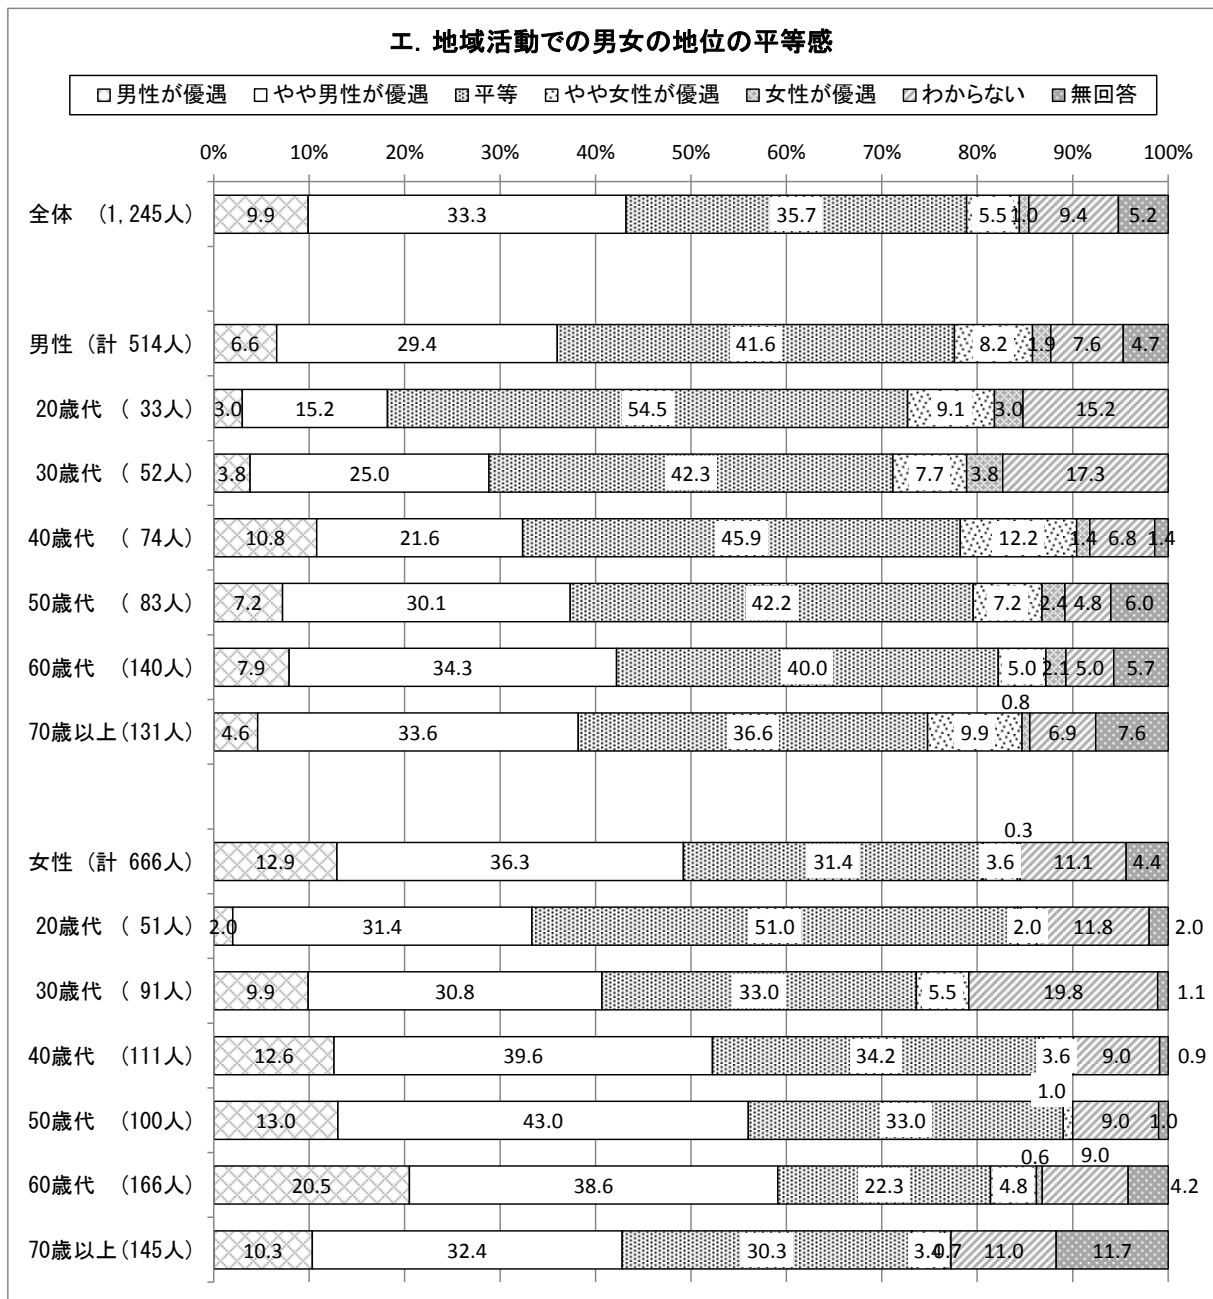 エ．地域活動での男女の地位の平等感
男性が優遇 やや男性が優遇 平等 やや女性が優遇 女性が優遇 わからない 無回答
0% 10% 20% 30% 40% 50% 60% 70% 80% 90% 100%
全体 (1,245人) 9.9 33.3 35.7 5.5 1.0 9.4 5.2
男性 (計 514人) 6.6 29.4 41.6 8.2 1.9 7.6 4.7
20歳代 ( 33人) 3.0 15.2 54.5 9.1 3.0 15.2
30歳代 ( 52人) 3.8 25.0 42.3 7.7 3.8 17.3
40歳代 ( 74人) 10.8 21.6 45.9 12.2 1.4 6.8 1.4
50歳代 ( 83人) 7.2 30.1 42.2 7.2 2.4 4.8 6.0
60歳代 (140人) 7.9 34.3 40.0 5.0 2.1 5.0 5.7
0.8
70歳以上(131人) 4.6 33.6 36.6 9.9 6.9 7.6
0.3
女性 (計 666人) 12.9 36.3 31.4 3.6 11.1 4.4
20歳代 ( 51人) 2.0 31.4 51.0 2.0 11.8 2.0
30歳代 ( 91人) 9.9 30.8 33.0 5.5 19.8 1.1
40歳代 (111人) 12.6 39.6 34.2 3.6 9.0 0.9
1.0
50歳代 (100人) 13.0 43.0 33.0 9.0 1.0
0.6 9.0
60歳代 (166人) 20.5 38.6 22.3 4.8 4.2
70歳以上(145人) 10.3 32.4 30.3 3.4 0.7 11.0 11.7